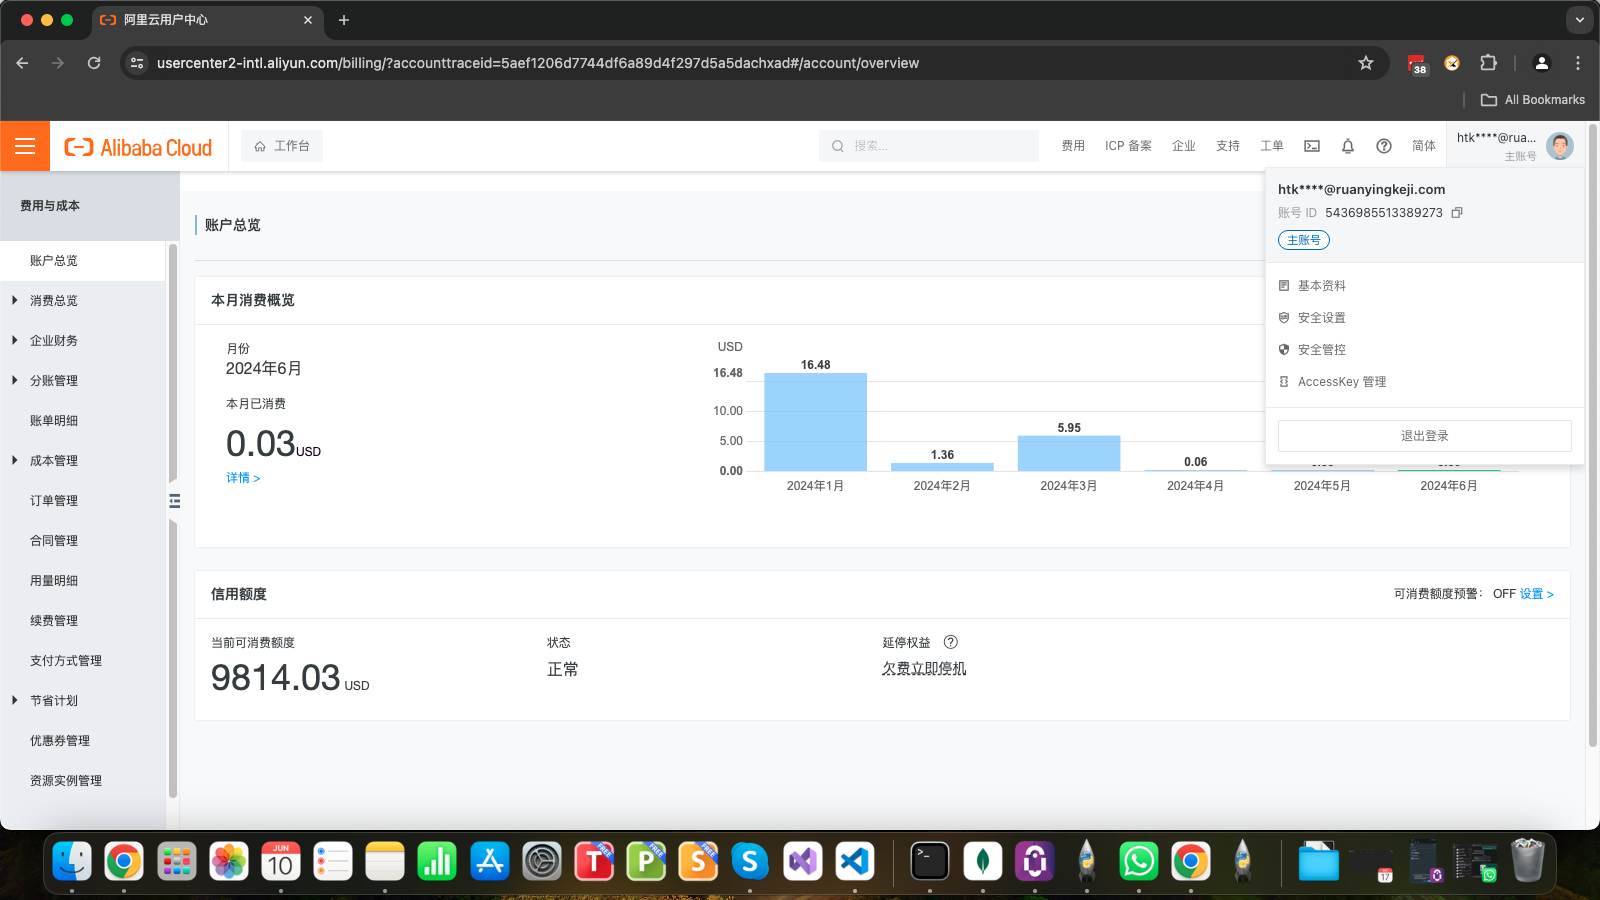 阿里云用户中心
usercenter2-intl.aliyun.com/billing/?accounttraceid=5aef1206d7744df6a89d4f297d5a5dachxad#/account/overview
38
All Bookmarks
Alibaba Cloud
工作台
搜索...
费用
ICP 备案
企业
支持
工单
简体
htk****@rua...
主账号
htk****@ruanyingkeji.com
账号 ID 5436985513389273
主账号
基本资料
安全设置
安全管控
AccessKey 管理
退出登录
费用与成本
账户总览
消费总览
企业财务
分账管理
账单明细
成本管理
订单管理
合同管理
用量明细
续费管理
支付方式管理
节省计划
优惠券管理
资源实例管理
账户总览
本月消费概览
月份
2024年6月
本月已消费
0.03USD
详情 >
USD
16.48
10.00
5.00
0.00
16.48
1.36
5.95
0.06
2024年1月
2024年2月
2024年3月
2024年4月
2024年5月
2024年6月
信用额度
可消费额度预警： OFF 设置 >
当前可消费额度
9814.03 USD
状态
正常
延停权益
欠费立即停机
JUN
10
T
FREE
P
FREE
S
FREE
17